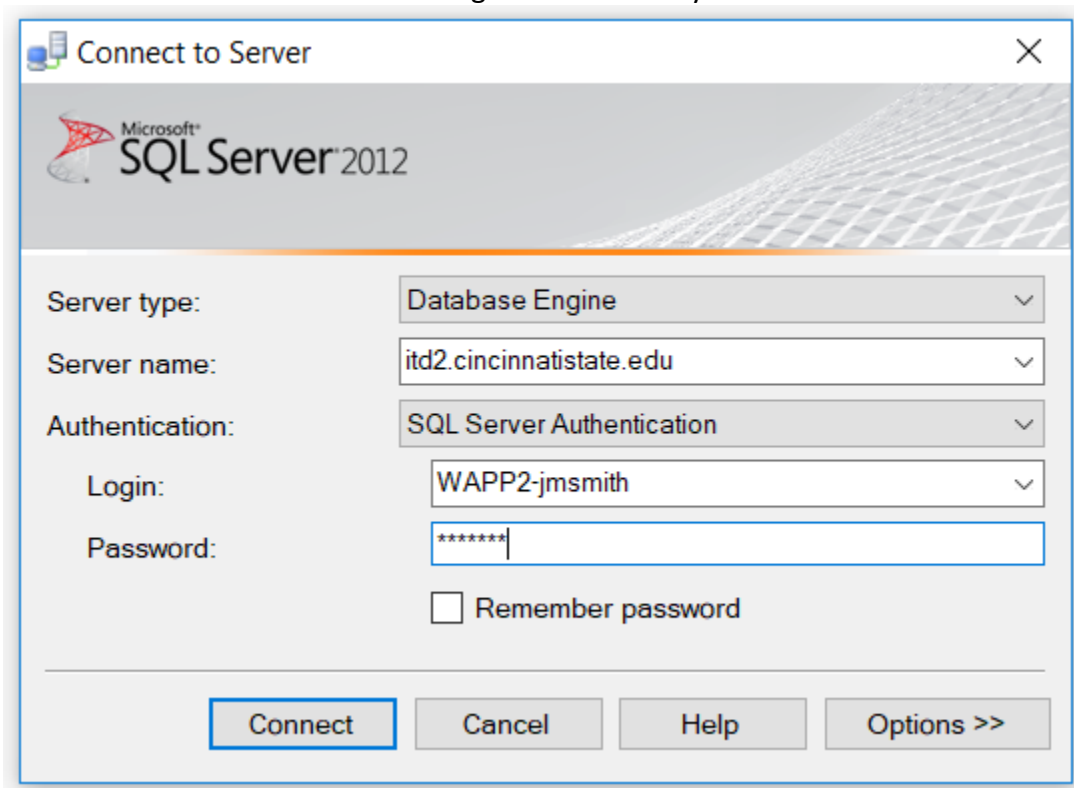 Connect to Server
Microsoft®
SQL Server® 2012
Server type: Database Engine
Server name: itd2.cincinnatistate.edu
Authentication: SQL Server Authentication
Login: WAPP2-jmsmith
Password: *******
Remember password
Connect Cancel Help Options >>